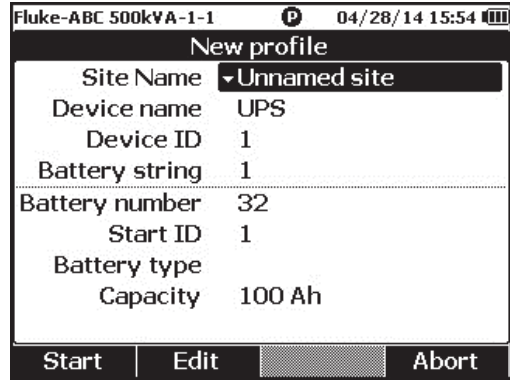 Fluke-ABC 500kVA-1-1 P 04/28/14 15:54
New profile
Site Name Unnamed site
Device name UPS
Device ID 1
Battery string 1
Battery number 32
Start ID 1
Battery type
Capacity 100 Ah
Start Edit Abort